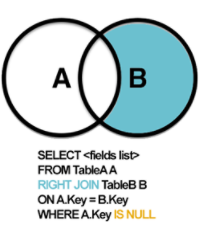 A B
SELECT <fields list>
FROM TableA A
RIGHT JOIN TableB B
ON A.Key = B.Key
WHERE A.Key IS NULL